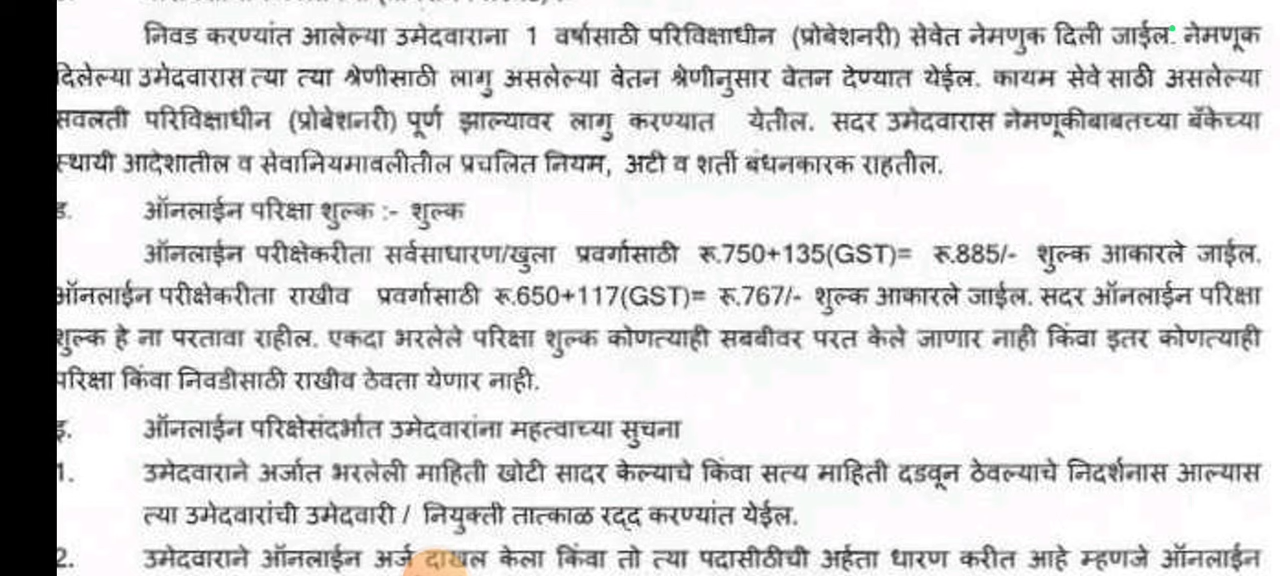 निवड करण्यांत आलेल्या उमेदवाराना 1 वर्षासाठी परिविक्षाधीन (प्रोबेशनरी) सेवेत नेमणुक दिली जाईल. नेमणूक
दिलेल्या उमेदवारास त्या त्या श्रेणीसाठी लागु असलेल्या वेतन श्रेणीनुसार वेतन देण्यात येईल. कायम सेवे साठी असलेल्या
सवलती परिविक्षाधीन (प्रोबेशनरी) पूर्ण झाल्यावर लागु करण्यात येतील. सदर उमेदवारास नेमणूकीबाबतच्या बँकेच्या
स्थायी आदेशातील व सेवानियमावलीतील प्रचलित नियम, अटी व शर्ती बंधनकारक राहतील.
ड. ऑनलाईन परिक्षा शुल्क :- शुल्क
ऑनलाईन परीक्षेकरीता सर्वसाधारण/खुला प्रवर्गासाठी रू.750+135(GST)= रू.885/- शुल्क आकारले जाईल.
ऑनलाईन परीक्षेकरीता राखीव प्रवर्गासाठी रू.650+117(GST)= रू.767/- शुल्क आकारले जाईल. सदर ऑनलाईन परिक्षा
शुल्क हे ना परतावा राहील. एकदा भरलेले परिक्षा शुल्क कोणत्याही सबबीवर परत केले जाणार नाही किंवा इतर कोणत्याही
परिक्षा किंवा निवडीसाठी राखीव ठेवता येणार नाही.
इ. ऑनलाईन परिक्षेसंदर्भात उमेदवारांना महत्वाच्या सुचना
1. उमेदवाराने अर्जात भरलेली माहिती खोटी सादर केल्याचे किंवा सत्य माहिती दडवून ठेवल्याचे निदर्शनास आल्यास
त्या उमेदवारांची उमेदवारी / नियुक्ती तात्काळ रद्द करण्यांत येईल.
2. उमेदवाराने ऑनलाईन अर्ज दाखल केला किंवा तो त्या पदासीठीची अर्हता धारण करीत आहे म्हणजे ऑनलाईन